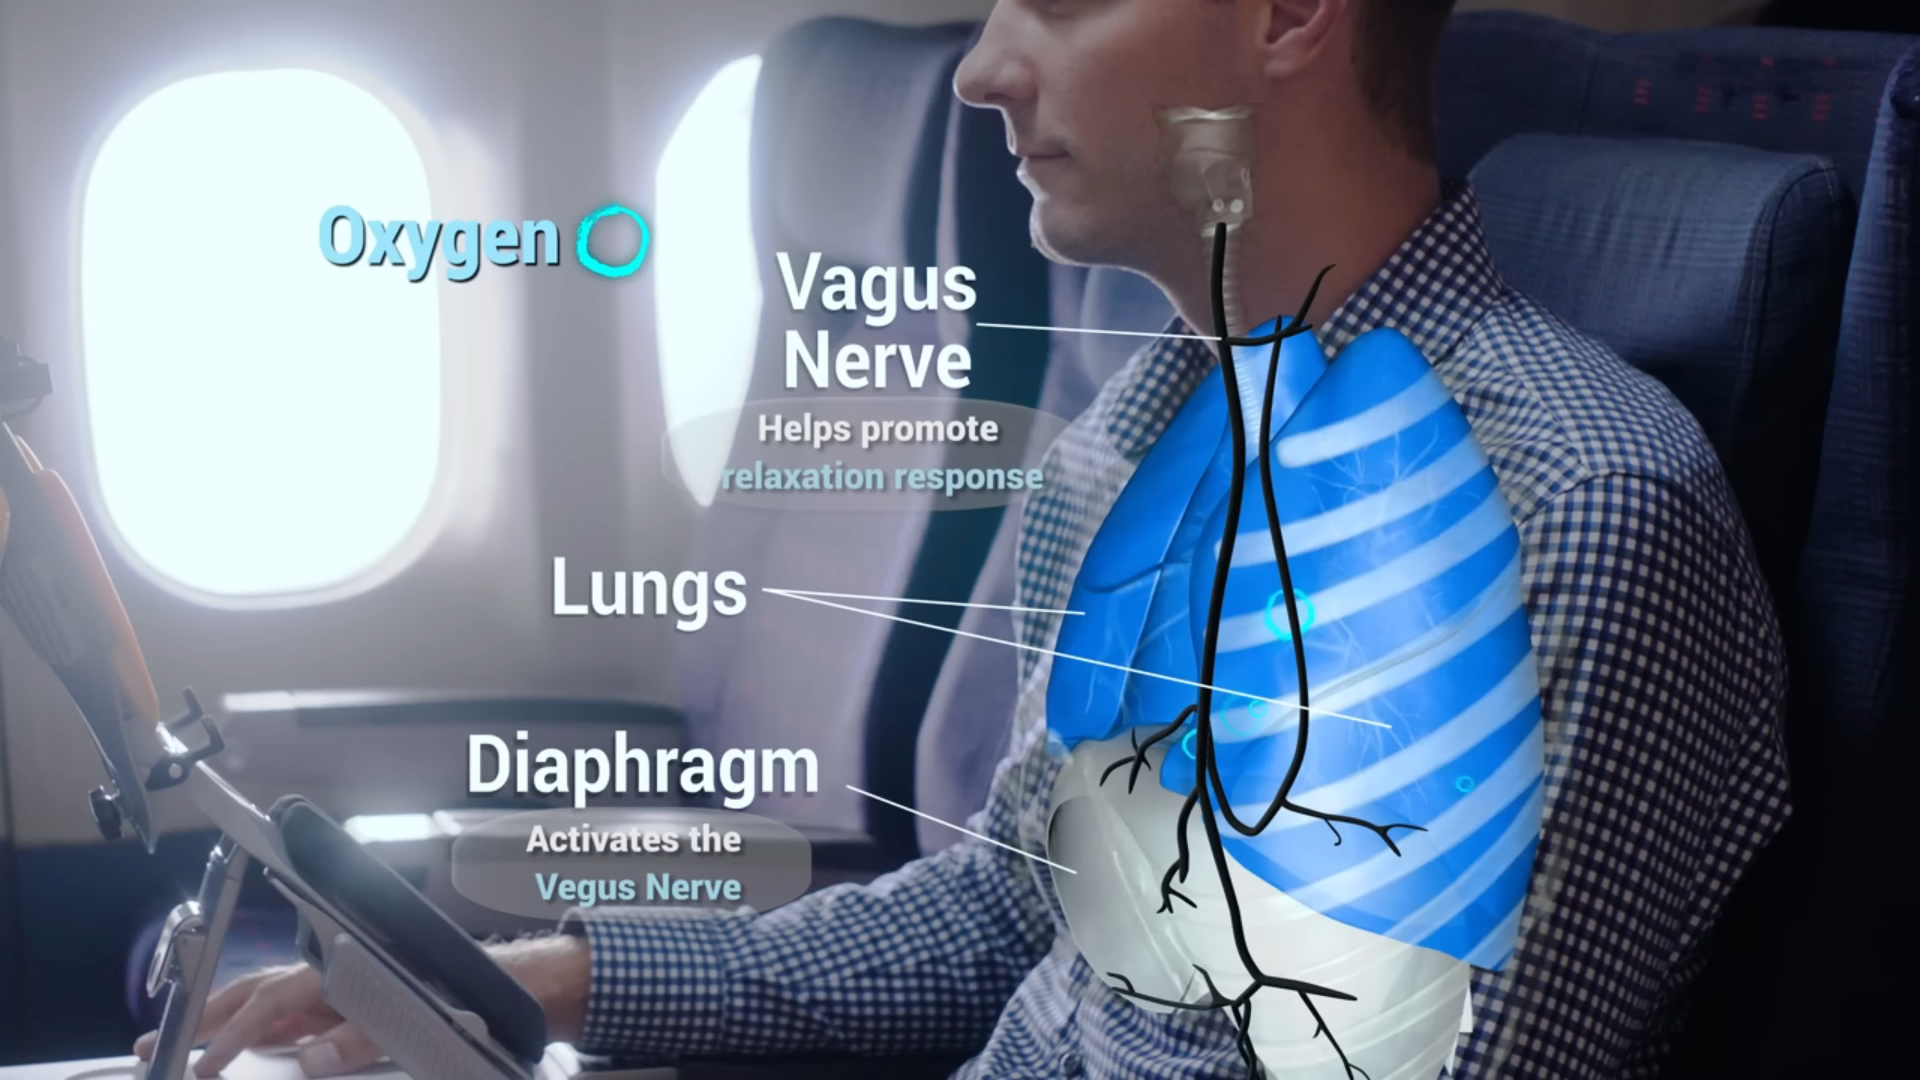 Oxygen
Vagus
Nerve
Helps promote
relaxation response
Lungs
Diaphragm
Activates the
Vegus Nerve